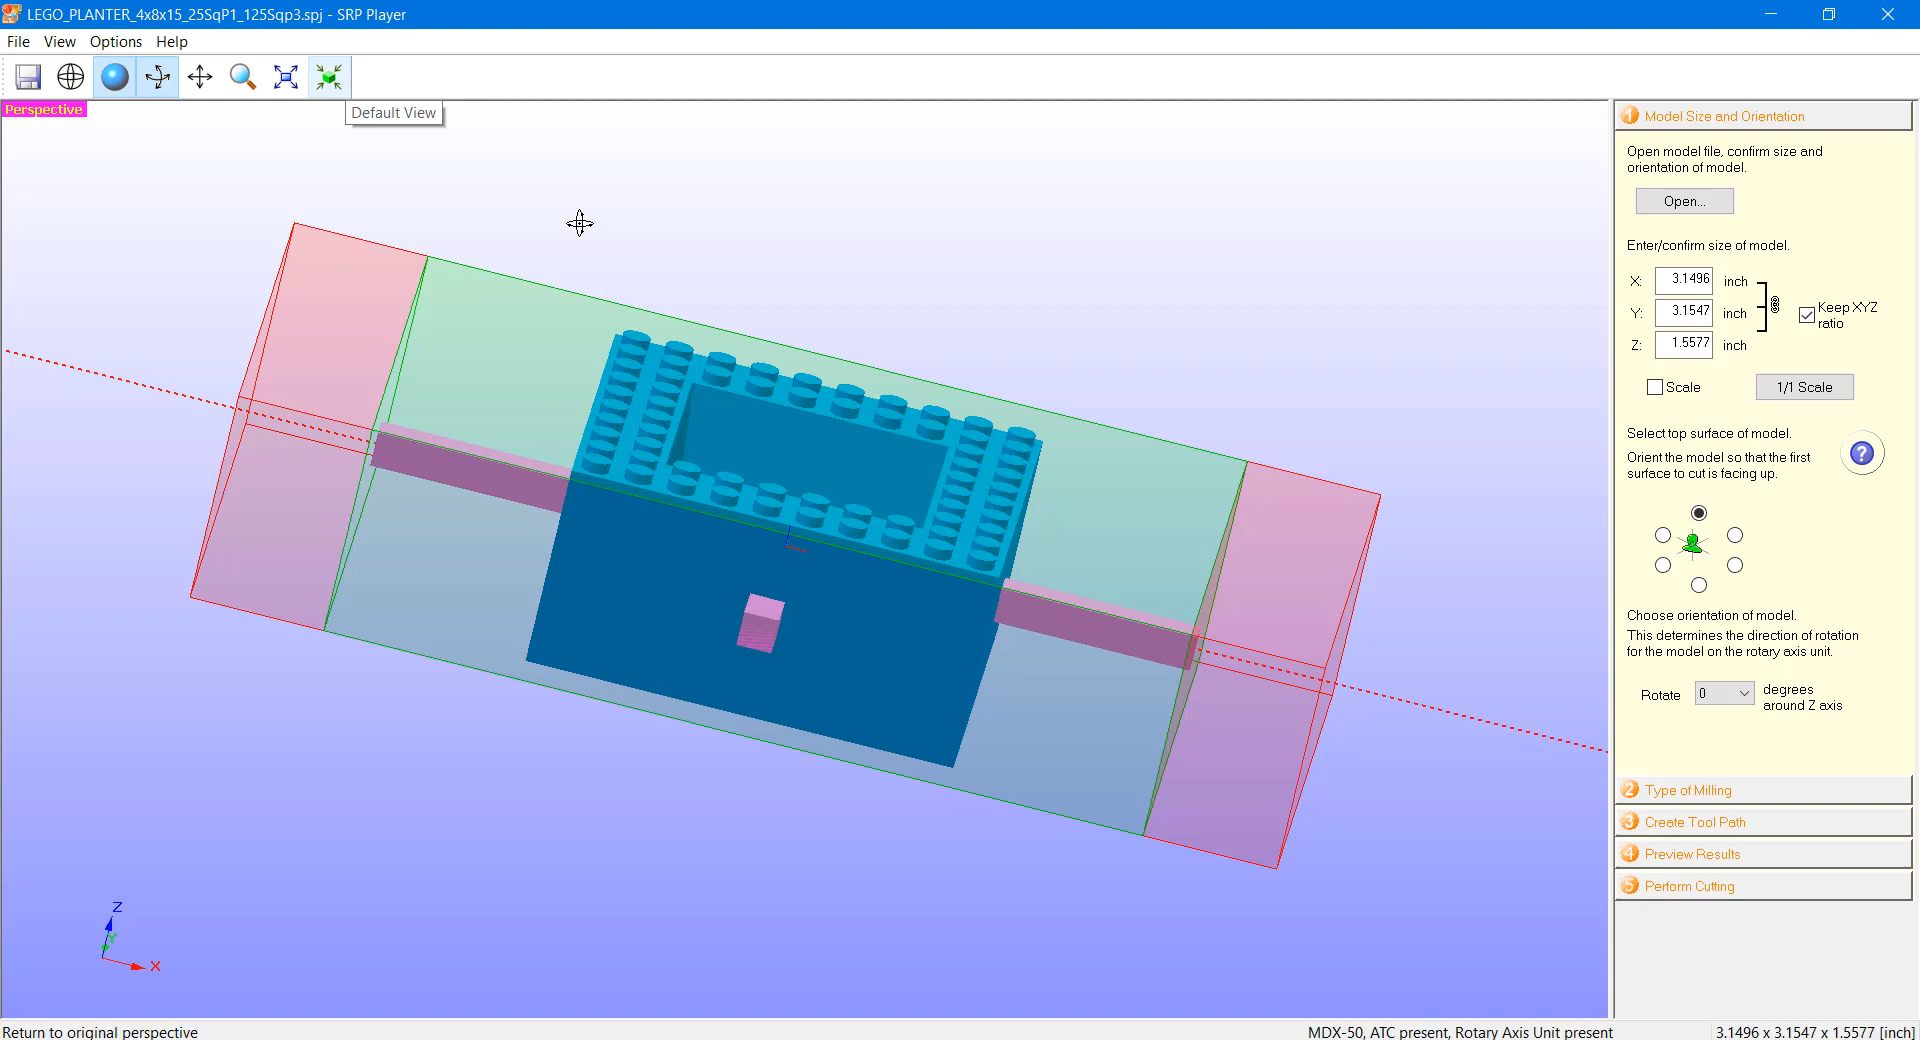 LEGO_PLANTER_4x8x15_25SqP1_125Sqp3.spj - SRP Player
File View Options Help
Perspective
Default View
1 Model Size and Orientation
Open model file, confirm size and
orientation of model.
Open...
Enter/confirm size of model.
X: 3.1496 inch
Y: 3.1547 inch
Z: 1.5577 inch
Keep XYZ
ratio
Scale
1/1 Scale
Select top surface of model.
Orient the model so that the first
surface to cut is facing up.
?
Choose orientation of model.
This determines the direction of rotation
for the model on the rotary axis unit.
Rotate 0 degrees
around Z axis
2 Type of Milling
3 Create Tool Path
4 Preview Results
5 Perform Cutting
Z
Y
X
Return to original perspective
MDX-50, ATC present, Rotary Axis Unit present
3.1496 x 3.1547 x 1.5577 [inch]